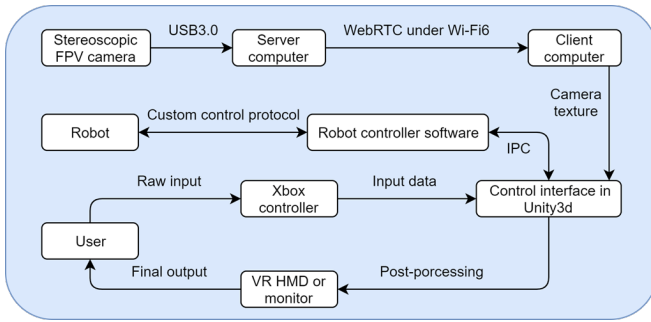 USB3.0
WebRTC under Wi-Fi6
Stereoscopic
FPV camera
Server
computer
Client
computer
Camera
texture
Custom control protocol
Robot
Robot controller software
IPC
Raw input
Xbox
controller
Input data
Control interface in
Unity3d
User
Final output
VR HMD or
monitor
Post-porcessing